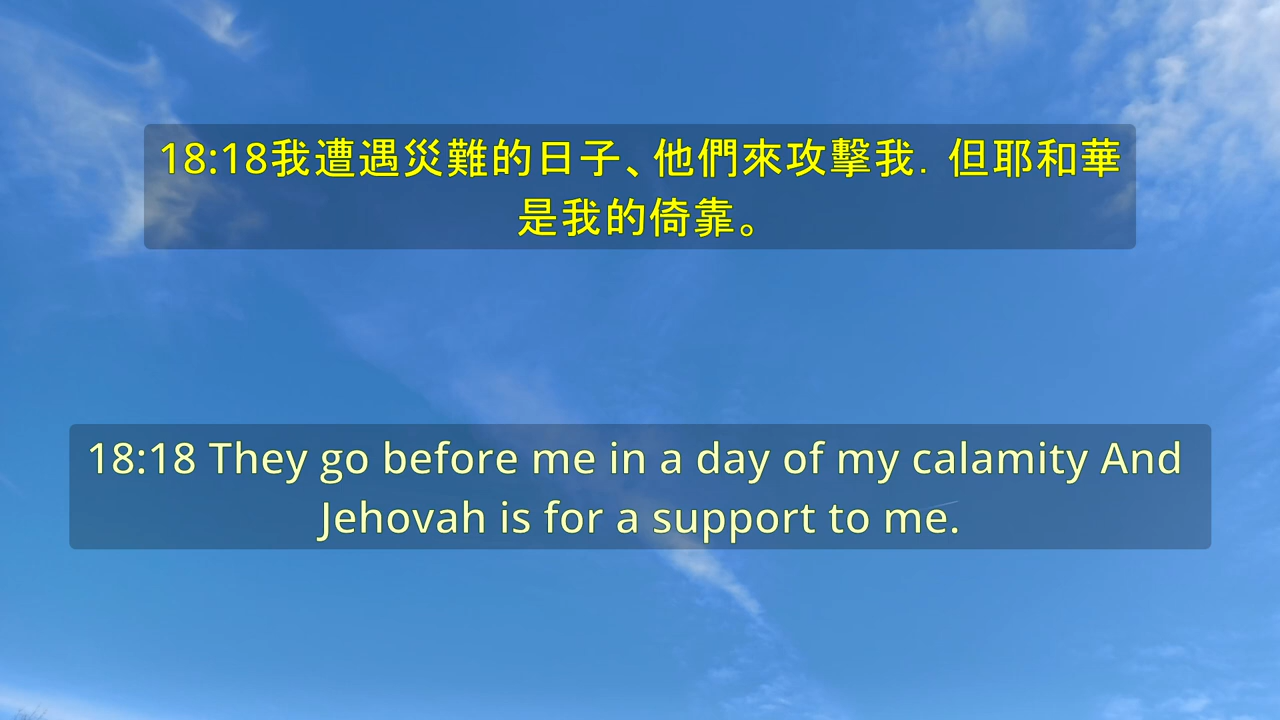 18:18我遭遇災難的日子、他們來攻擊我．但耶和華
是我的倚靠。
18:18 They go before me in a day of my calamity And
Jehovah is for a support to me.